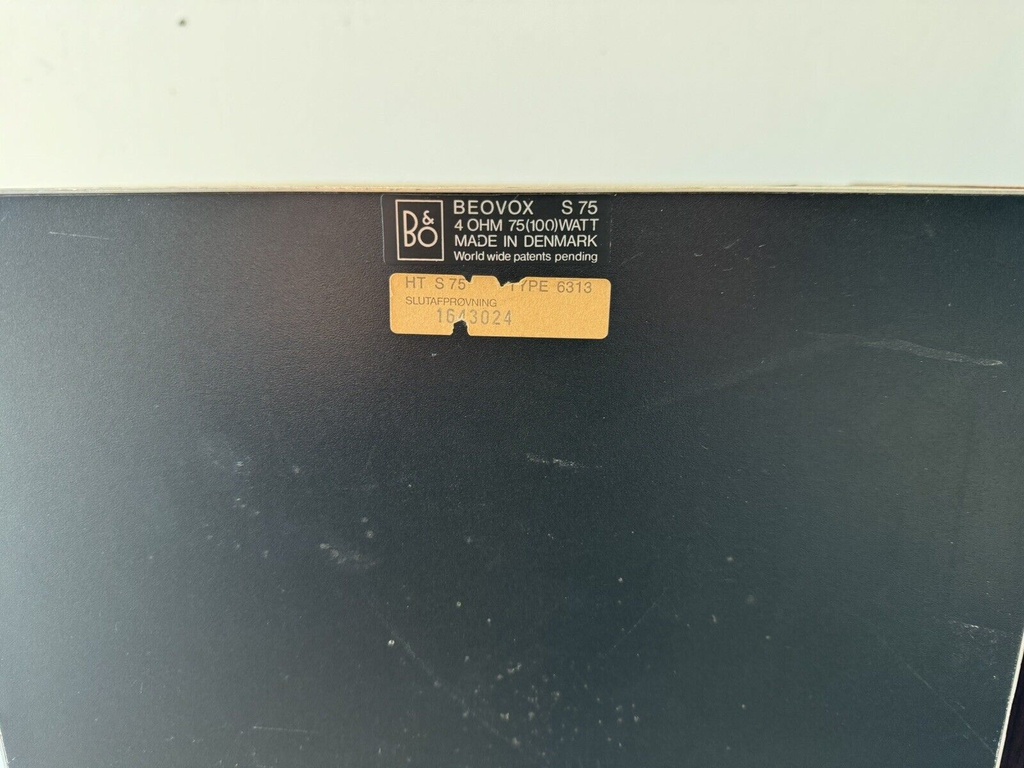 B&O
BEOVOX S 75
4 OHM 75(100)WATT
MADE IN DENMARK
World wide patents pending
HT S 75 TYPE 6313
SLUTAFPRØVNING
1643024